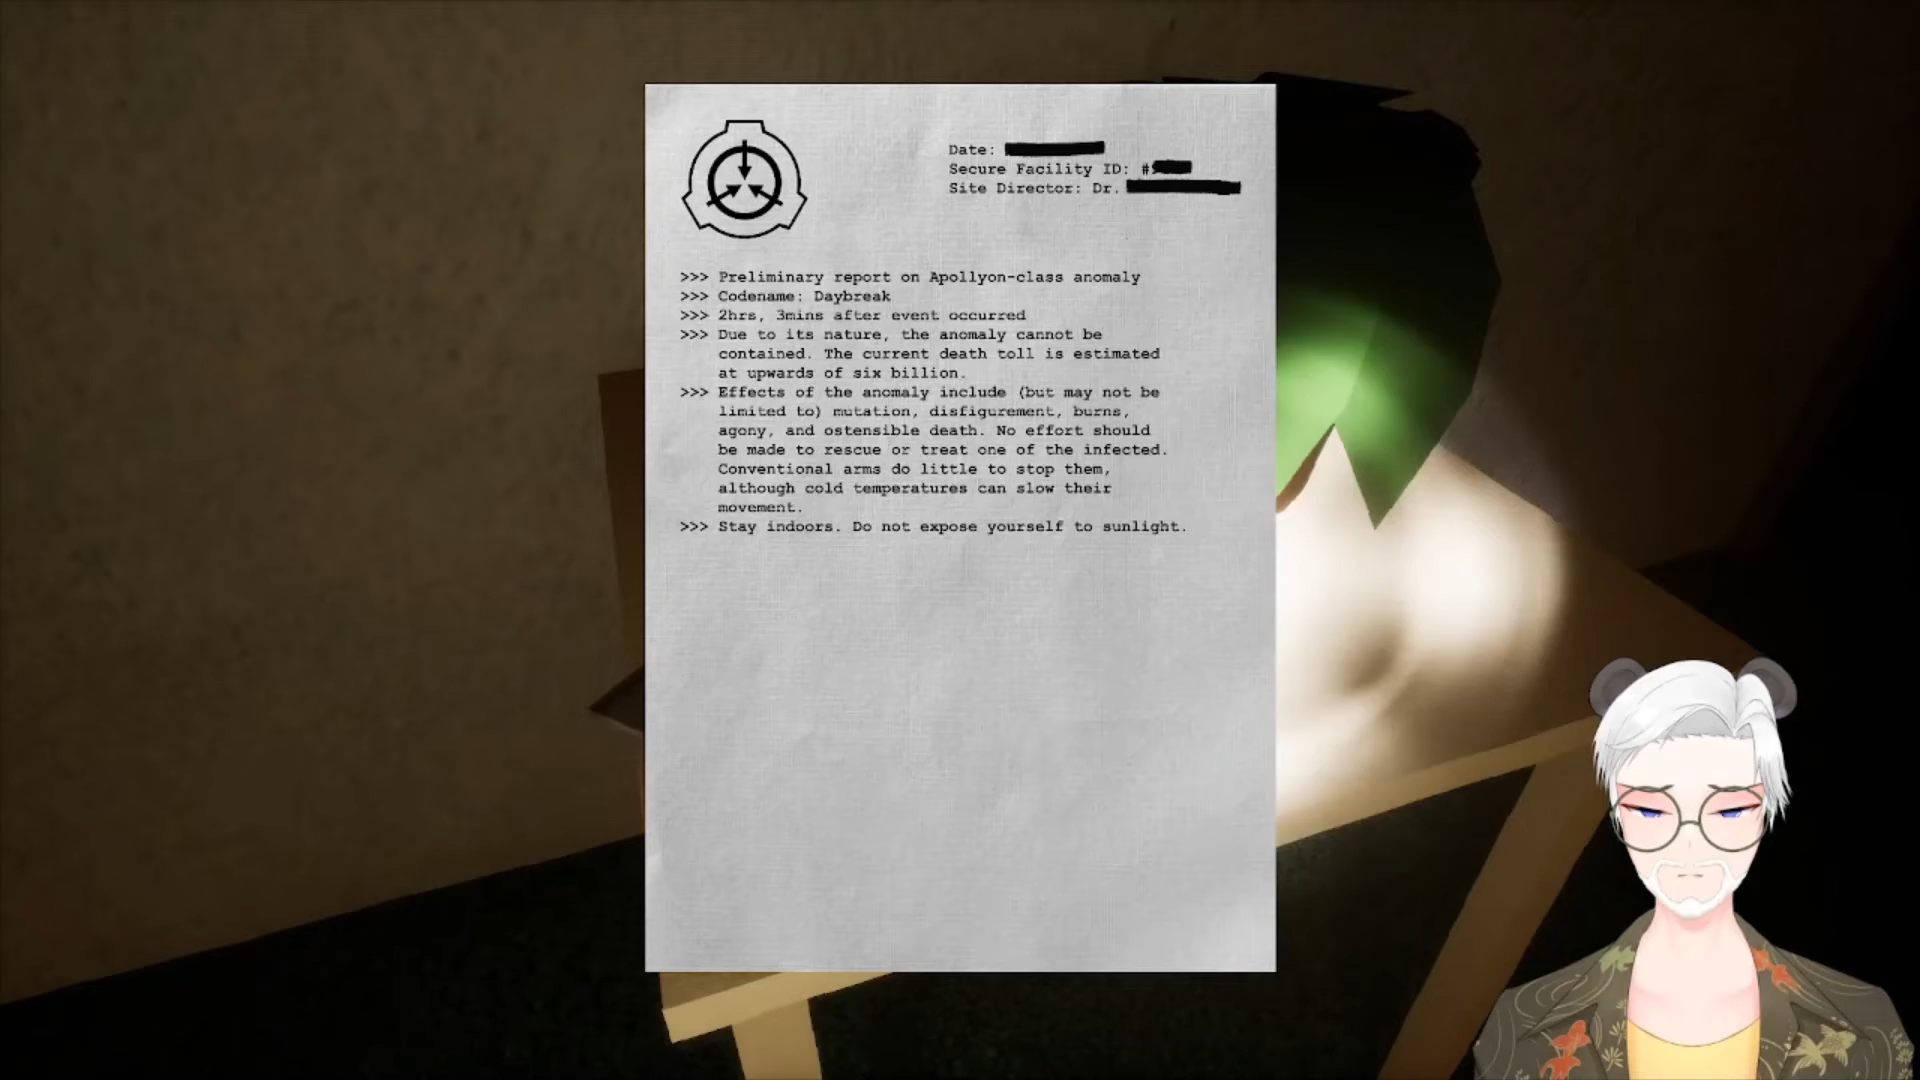 Date:
Secure Facility ID: #
Site Director: Dr.
>>> Preliminary report on Apollyon-class anomaly
>>> Codename: Daybreak
>>> 2hrs, 3mins after event occurred
>>> Due to its nature, the anomaly cannot be
contained. The current death toll is estimated
at upwards of six billion.
>>> Effects of the anomaly include (but may not be
limited to) mutation, disfigurement, burns,
agony, and ostensible death. No effort should
be made to rescue or treat one of the infected.
Conventional arms do little to stop them,
although cold temperatures can slow their
movement.
>>> Stay indoors. Do not expose yourself to sunlight.